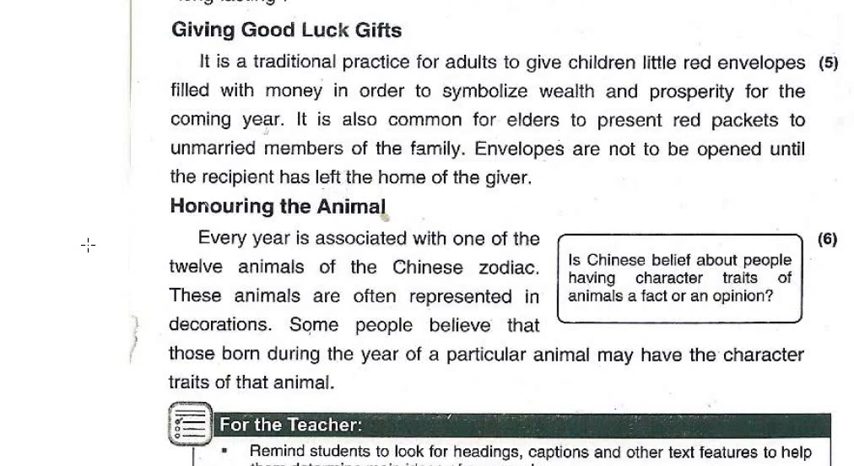 Giving Good Luck Gifts
It is a traditional practice for adults to give children little red envelopes (5)
filled with money in order to symbolize wealth and prosperity for the
coming year. It is also common for elders to present red packets to
unmarried members of the family. Envelopes are not to be opened until
the recipient has left the home of the giver.
Honouring the Animal
Every year is associated with one of the
twelve animals of the Chinese zodiac.
These animals are often represented in
decorations. Some people believe that
those born during the year of a particular animal may have the character
traits of that animal.
(6)
Is Chinese belief about people
having character traits of
animals a fact or an opinion?
For the Teacher:
▪ Remind students to look for headings, captions and other text features to help